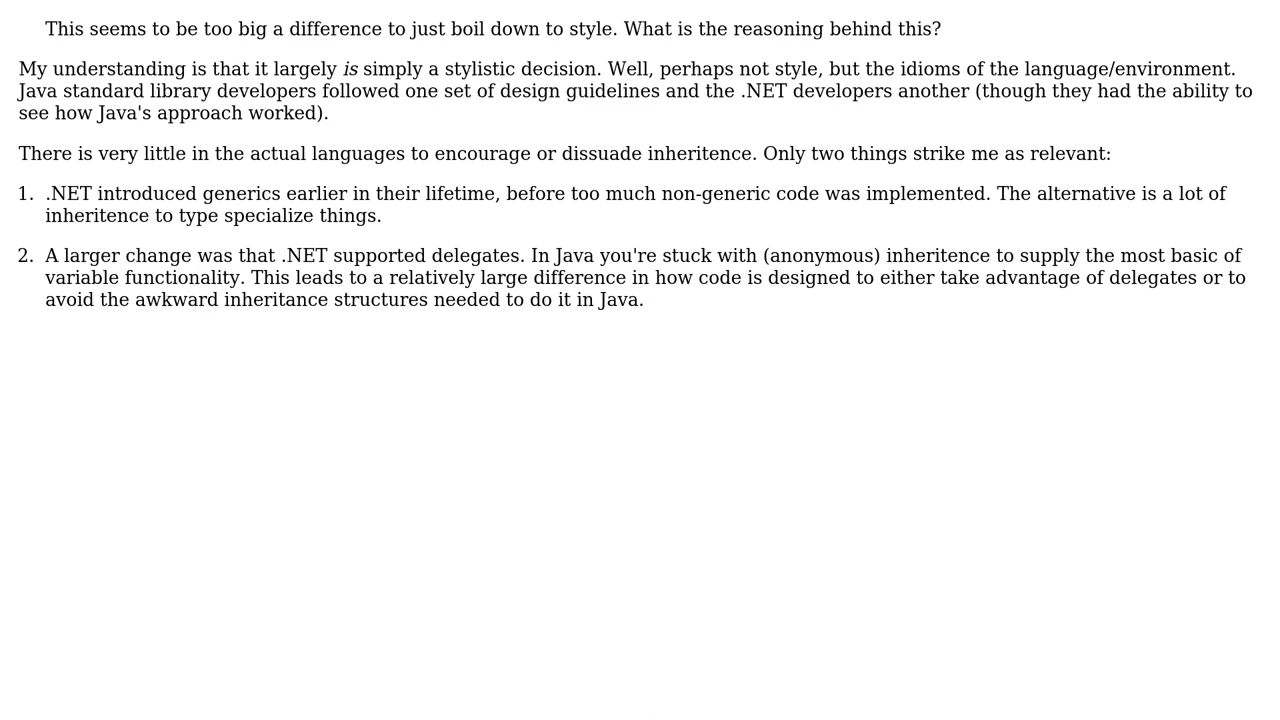 This seems to be too big a difference to just boil down to style. What is the reasoning behind this?
My understanding is that it largely is simply a stylistic decision. Well, perhaps not style, but the idioms of the language/environment.
Java standard library developers followed one set of design guidelines and the .NET developers another (though they had the ability to
see how Java's approach worked).
There is very little in the actual languages to encourage or dissuade inheritence. Only two things strike me as relevant:
1. .NET introduced generics earlier in their lifetime, before too much non-generic code was implemented. The alternative is a lot of
inheritence to type specialize things.
2. A larger change was that .NET supported delegates. In Java you're stuck with (anonymous) inheritence to supply the most basic of
variable functionality. This leads to a relatively large difference in how code is designed to either take advantage of delegates or to
avoid the awkward inheritance structures needed to do it in Java.